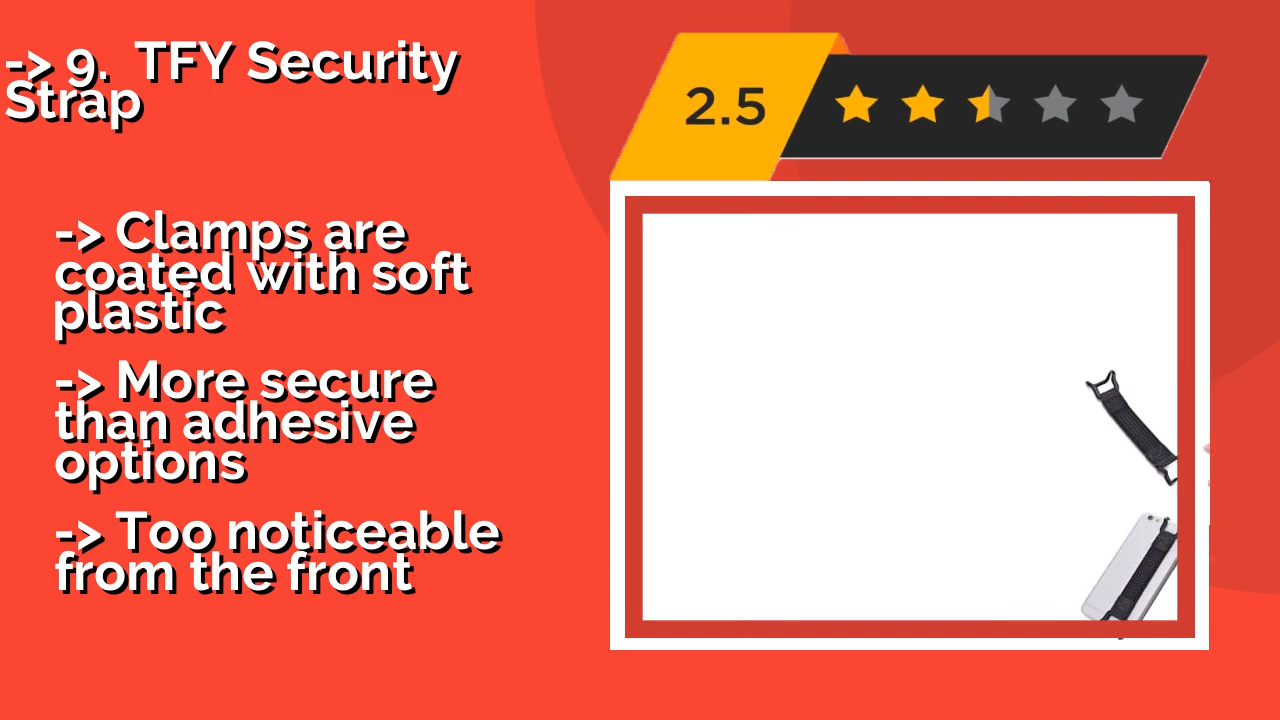 -> 9.  TFY Security
Strap
2.5
-> Clamps are
coated with soft
plastic
-> More secure
than adhesive
options
-> Too noticeable
from the front